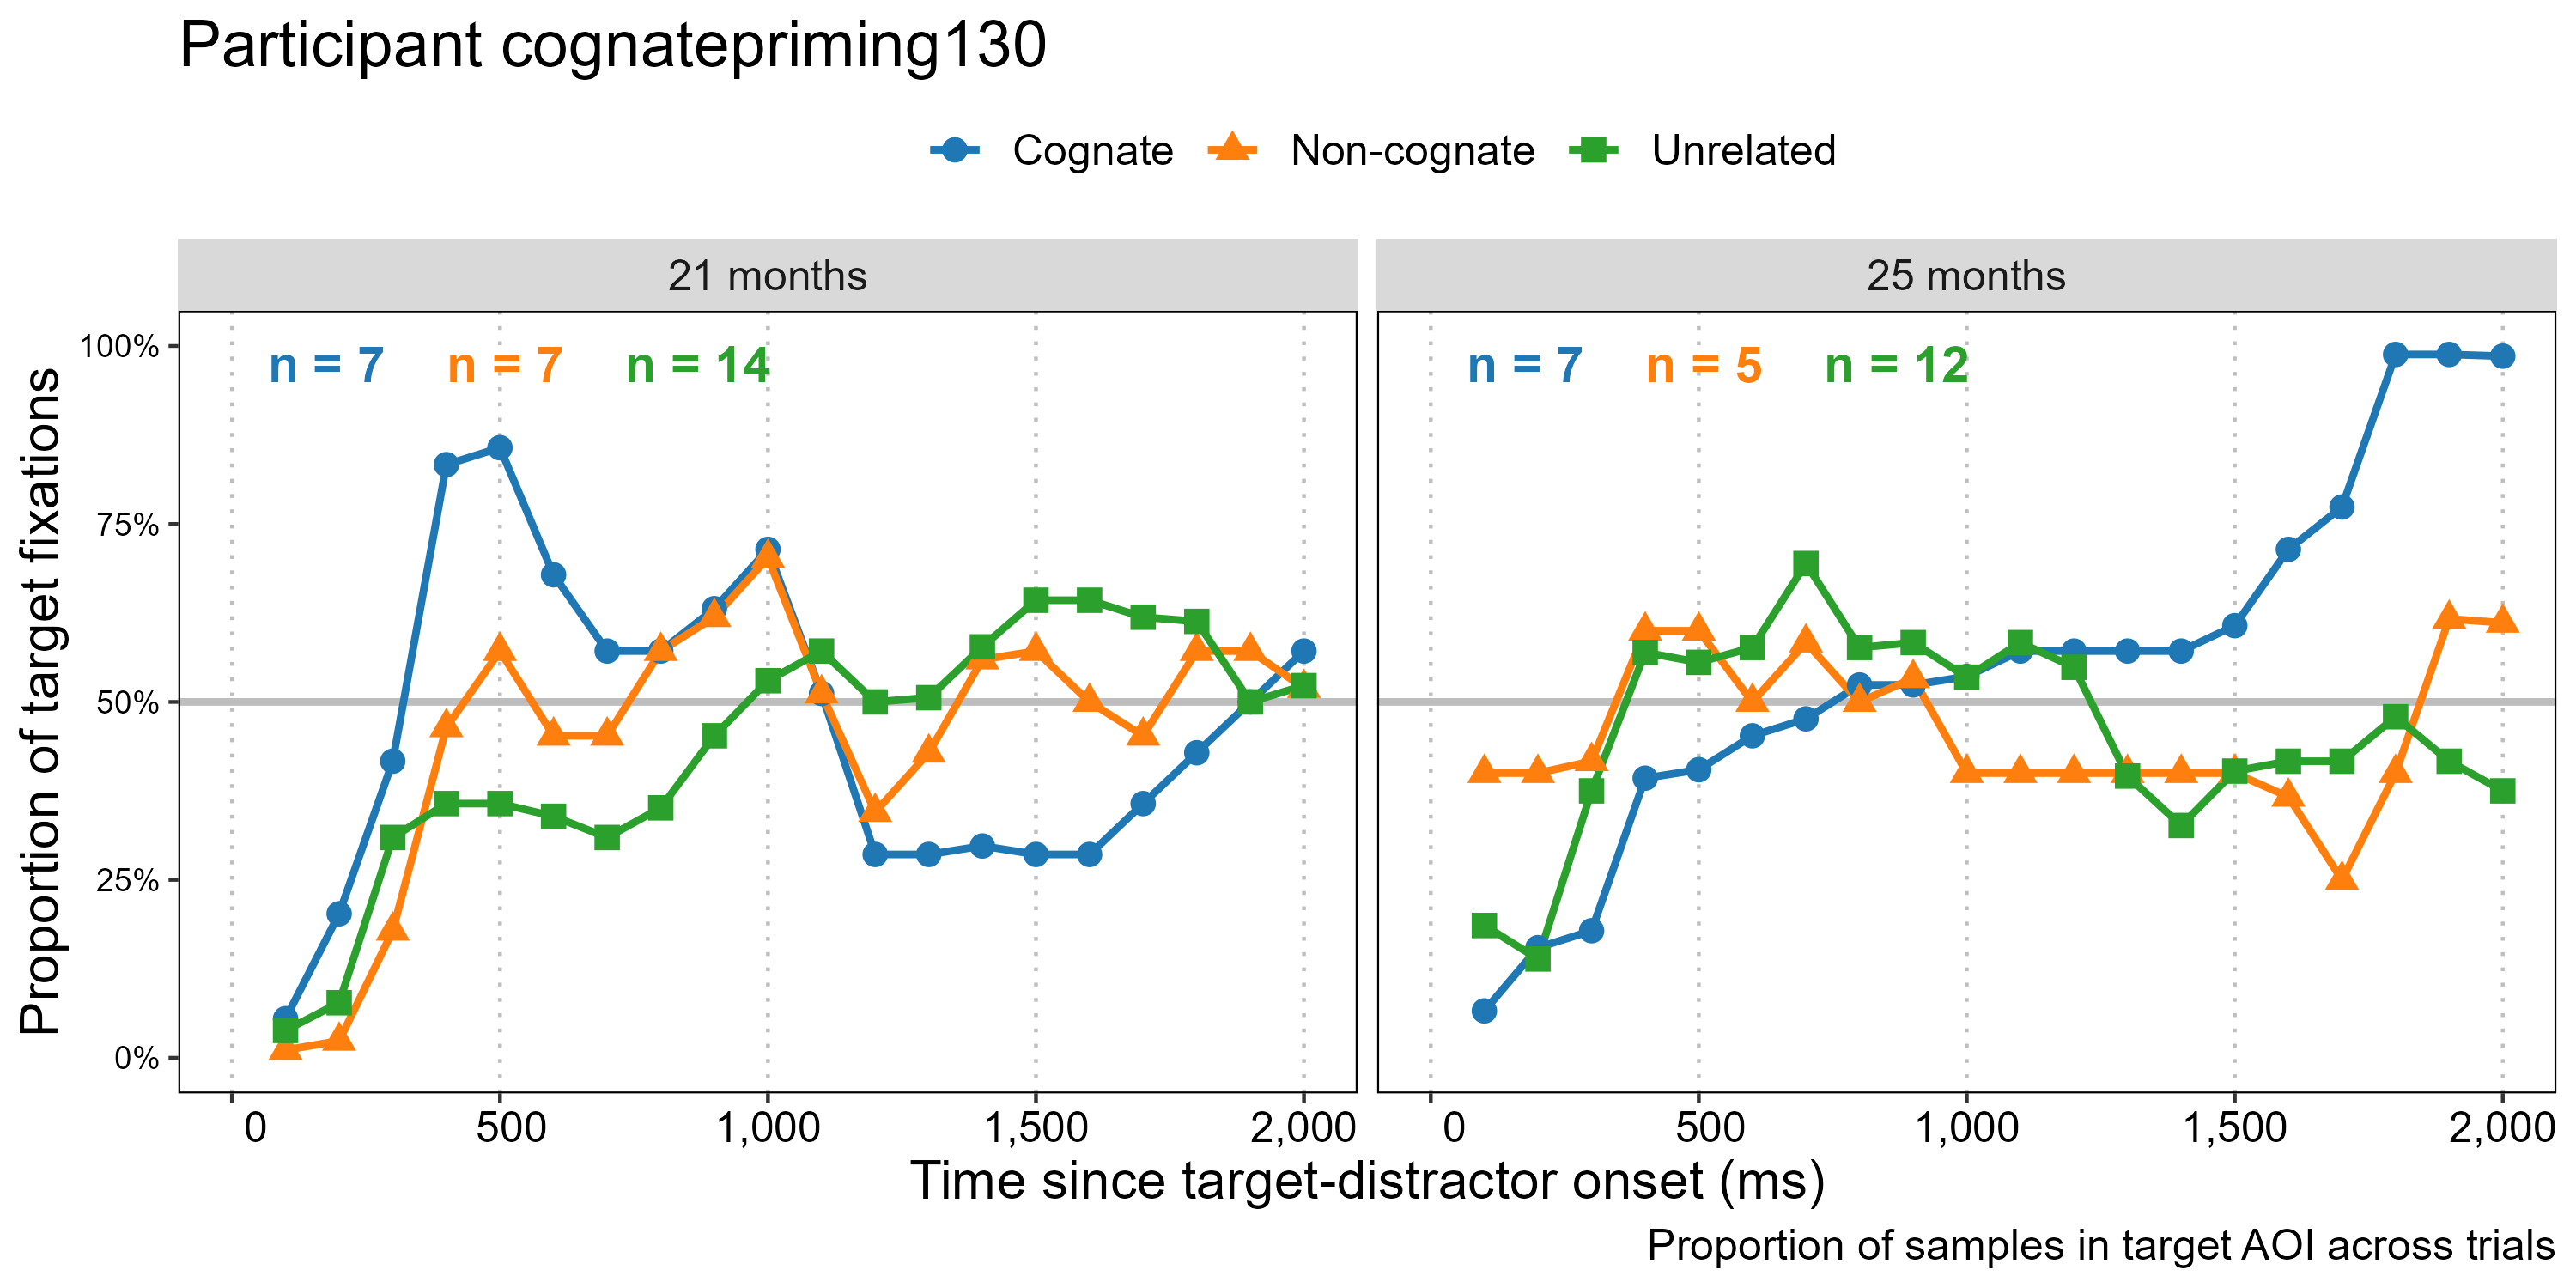 Participant cognatepriming130
Cognate Non-cognate Unrelated
21 months 25 months
n = 7 n = 7 n = 14 n = 7 n = 5 n = 12
Proportion of target fixations
100%
75%
50%
25%
0%
0 500 1,000 1,500 2,000 0 500 1,000 1,500 2,000
Time since target-distractor onset (ms)
Proportion of samples in target AOI across trials